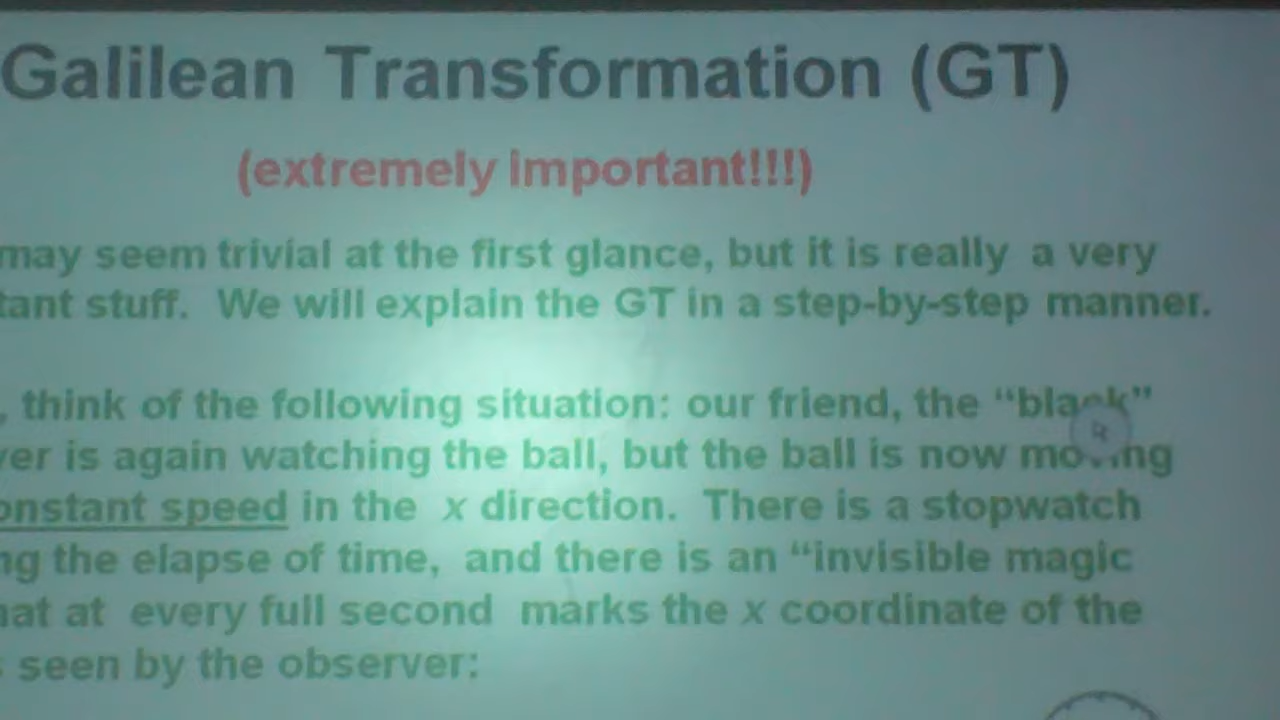 Galilean Transformation (GT)
(extremely important!!!)
may seem trivial at the first glance, but it is really a very
tant stuff. We will explain the GT in a step-by-step manner.
, think of the following situation: our friend, the “black”
ver is again watching the ball, but the ball is now moving
onstant speed in the x direction. There is a stopwatch
ng the elapse of time, and there is an “invisible magic
hat at every full second marks the x coordinate of the
s seen by the observer: